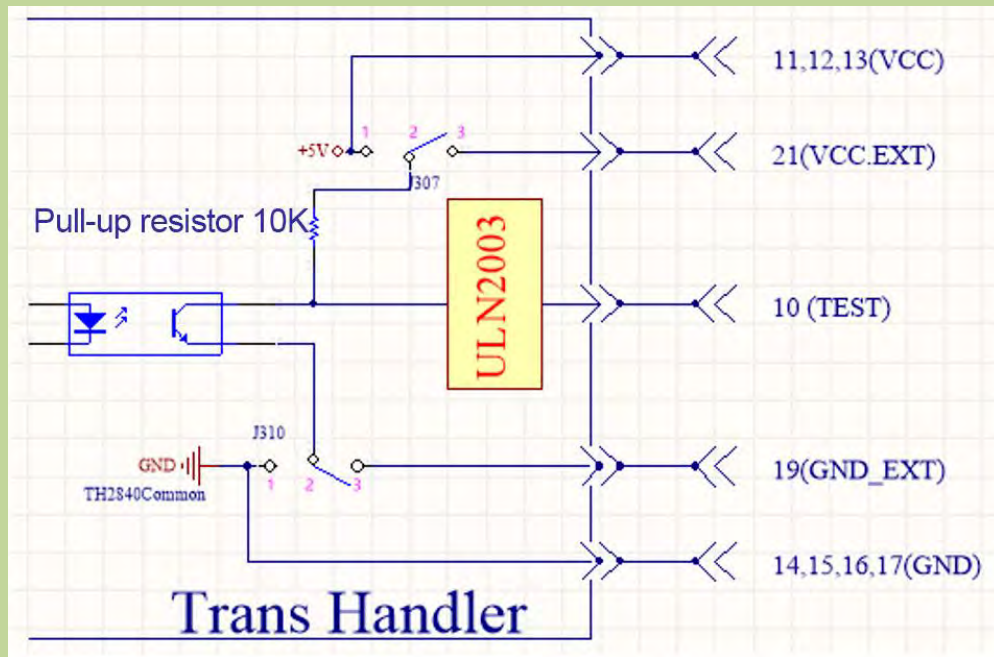 11,12,13(VCC)
+5V
1
2
3
J307
21(VCC.EXT)
Pull-up resistor 10K
ULN2003
10 (TEST)
J310
GND
TH2840Common
1
2
3
19(GND_EXT)
14,15,16,17(GND)
Trans Handler